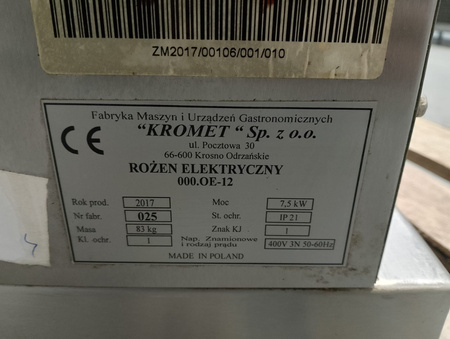 ZM2017/00106/001/010
Fabryka Maszyn i Urządzeń Gastronomicznych
"KROMET" Sp. z o.o.
ul. Pocztowa 30
66-600 Krosno Odrzańskie
ROŻEN ELEKTRYCZNY
000.OE-12
Rok prod. 2017 Moc 7,5 kW
Nr fabr. 025 St. ochr. IP 21
Masa 83 kg Znak KJ 1
Kl. ochr. 1 Nap. Znamionowe i rodzaj prądu 400V 3N 50-60Hz
MADE IN POLAND
CE